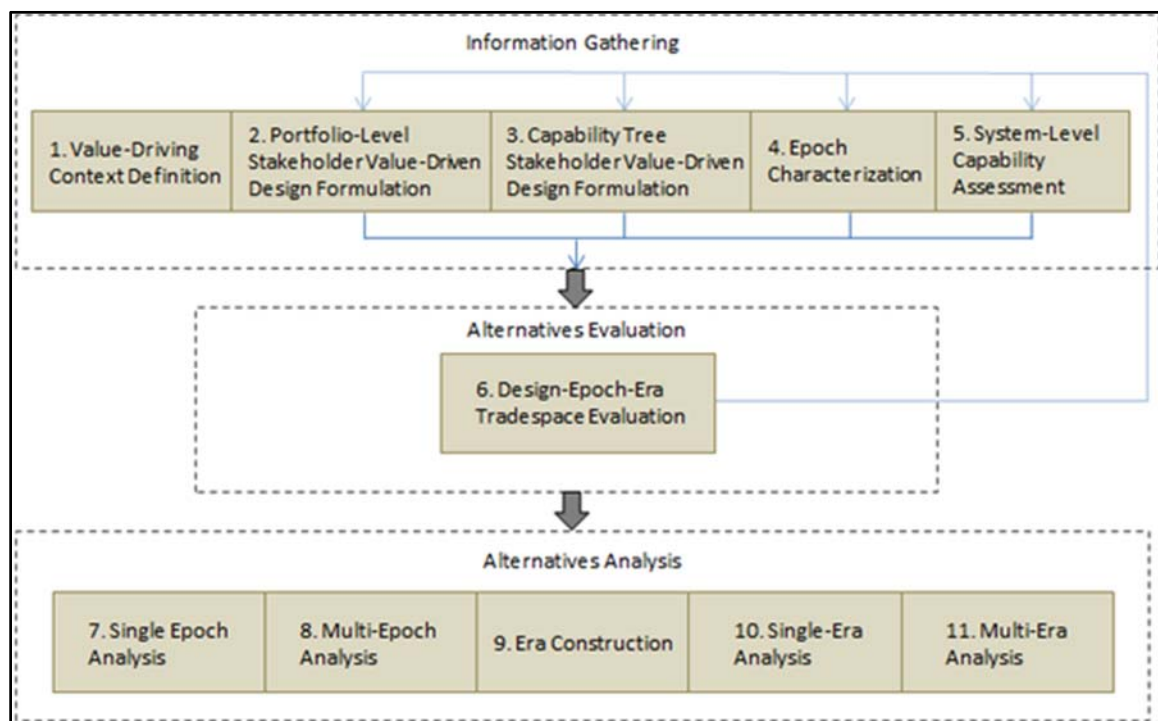 Information Gathering
1. Value-Driving
Context Definition
2. Portfolio-Level
Stakeholder Value-Driven
Design Formulation
3. Capability Tree
Stakeholder Value-Driven
Design Formulation
4. Epoch
Characterization
5. System-Level
Capability
Assessment
Alternatives Evaluation
6. Design-Epoch-Era
Tradespace Evaluation
Alternatives Analysis
7. Single Epoch
Analysis
8. Multi-Epoch
Analysis
9. Era Construction
10. Single-Era
Analysis
11. Multi-Era
Analysis